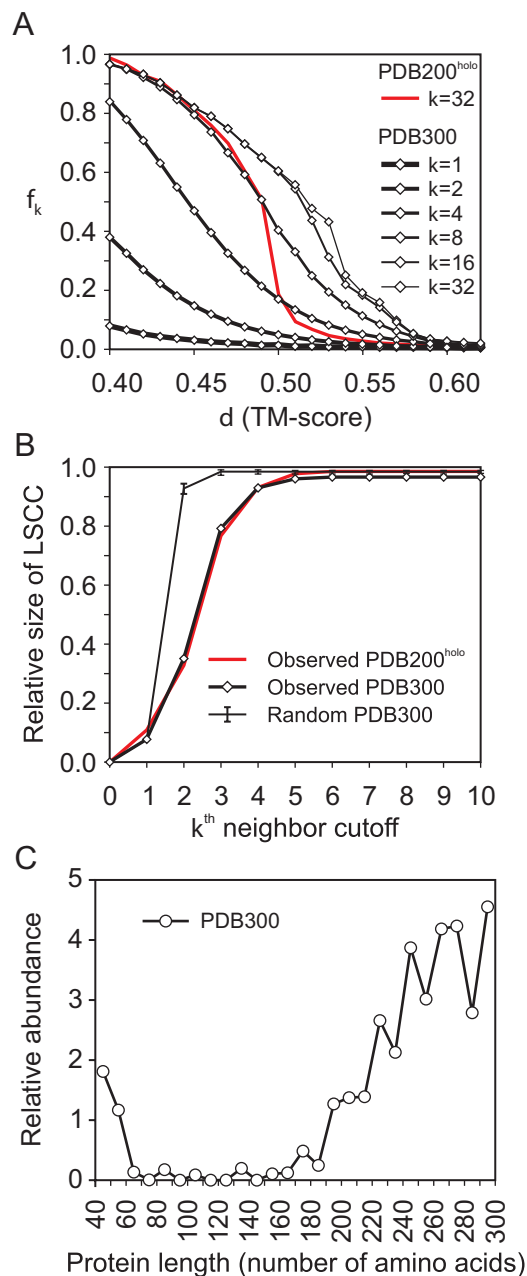 A
f_k
1.0
0.8
0.6
0.4
0.2
0.0
0.40 0.45 0.50 0.55 0.60
d (TM-score)
PDB200^holo
k=32
PDB300
k=1
k=2
k=4
k=8
k=16
k=32
B
Relative size of LSCC
1.0
0.8
0.6
0.4
0.2
0.0
Observed PDB200^holo
Observed PDB300
Random PDB300
0 1 2 3 4 5 6 7 8 9 10
k^th neighbor cutoff
C
Relative abundance
5
4
3
2
1
0
PDB300
40 60 80 100 120 140 160 180 200 220 240 260 280 300
Protein length (number of amino acids)